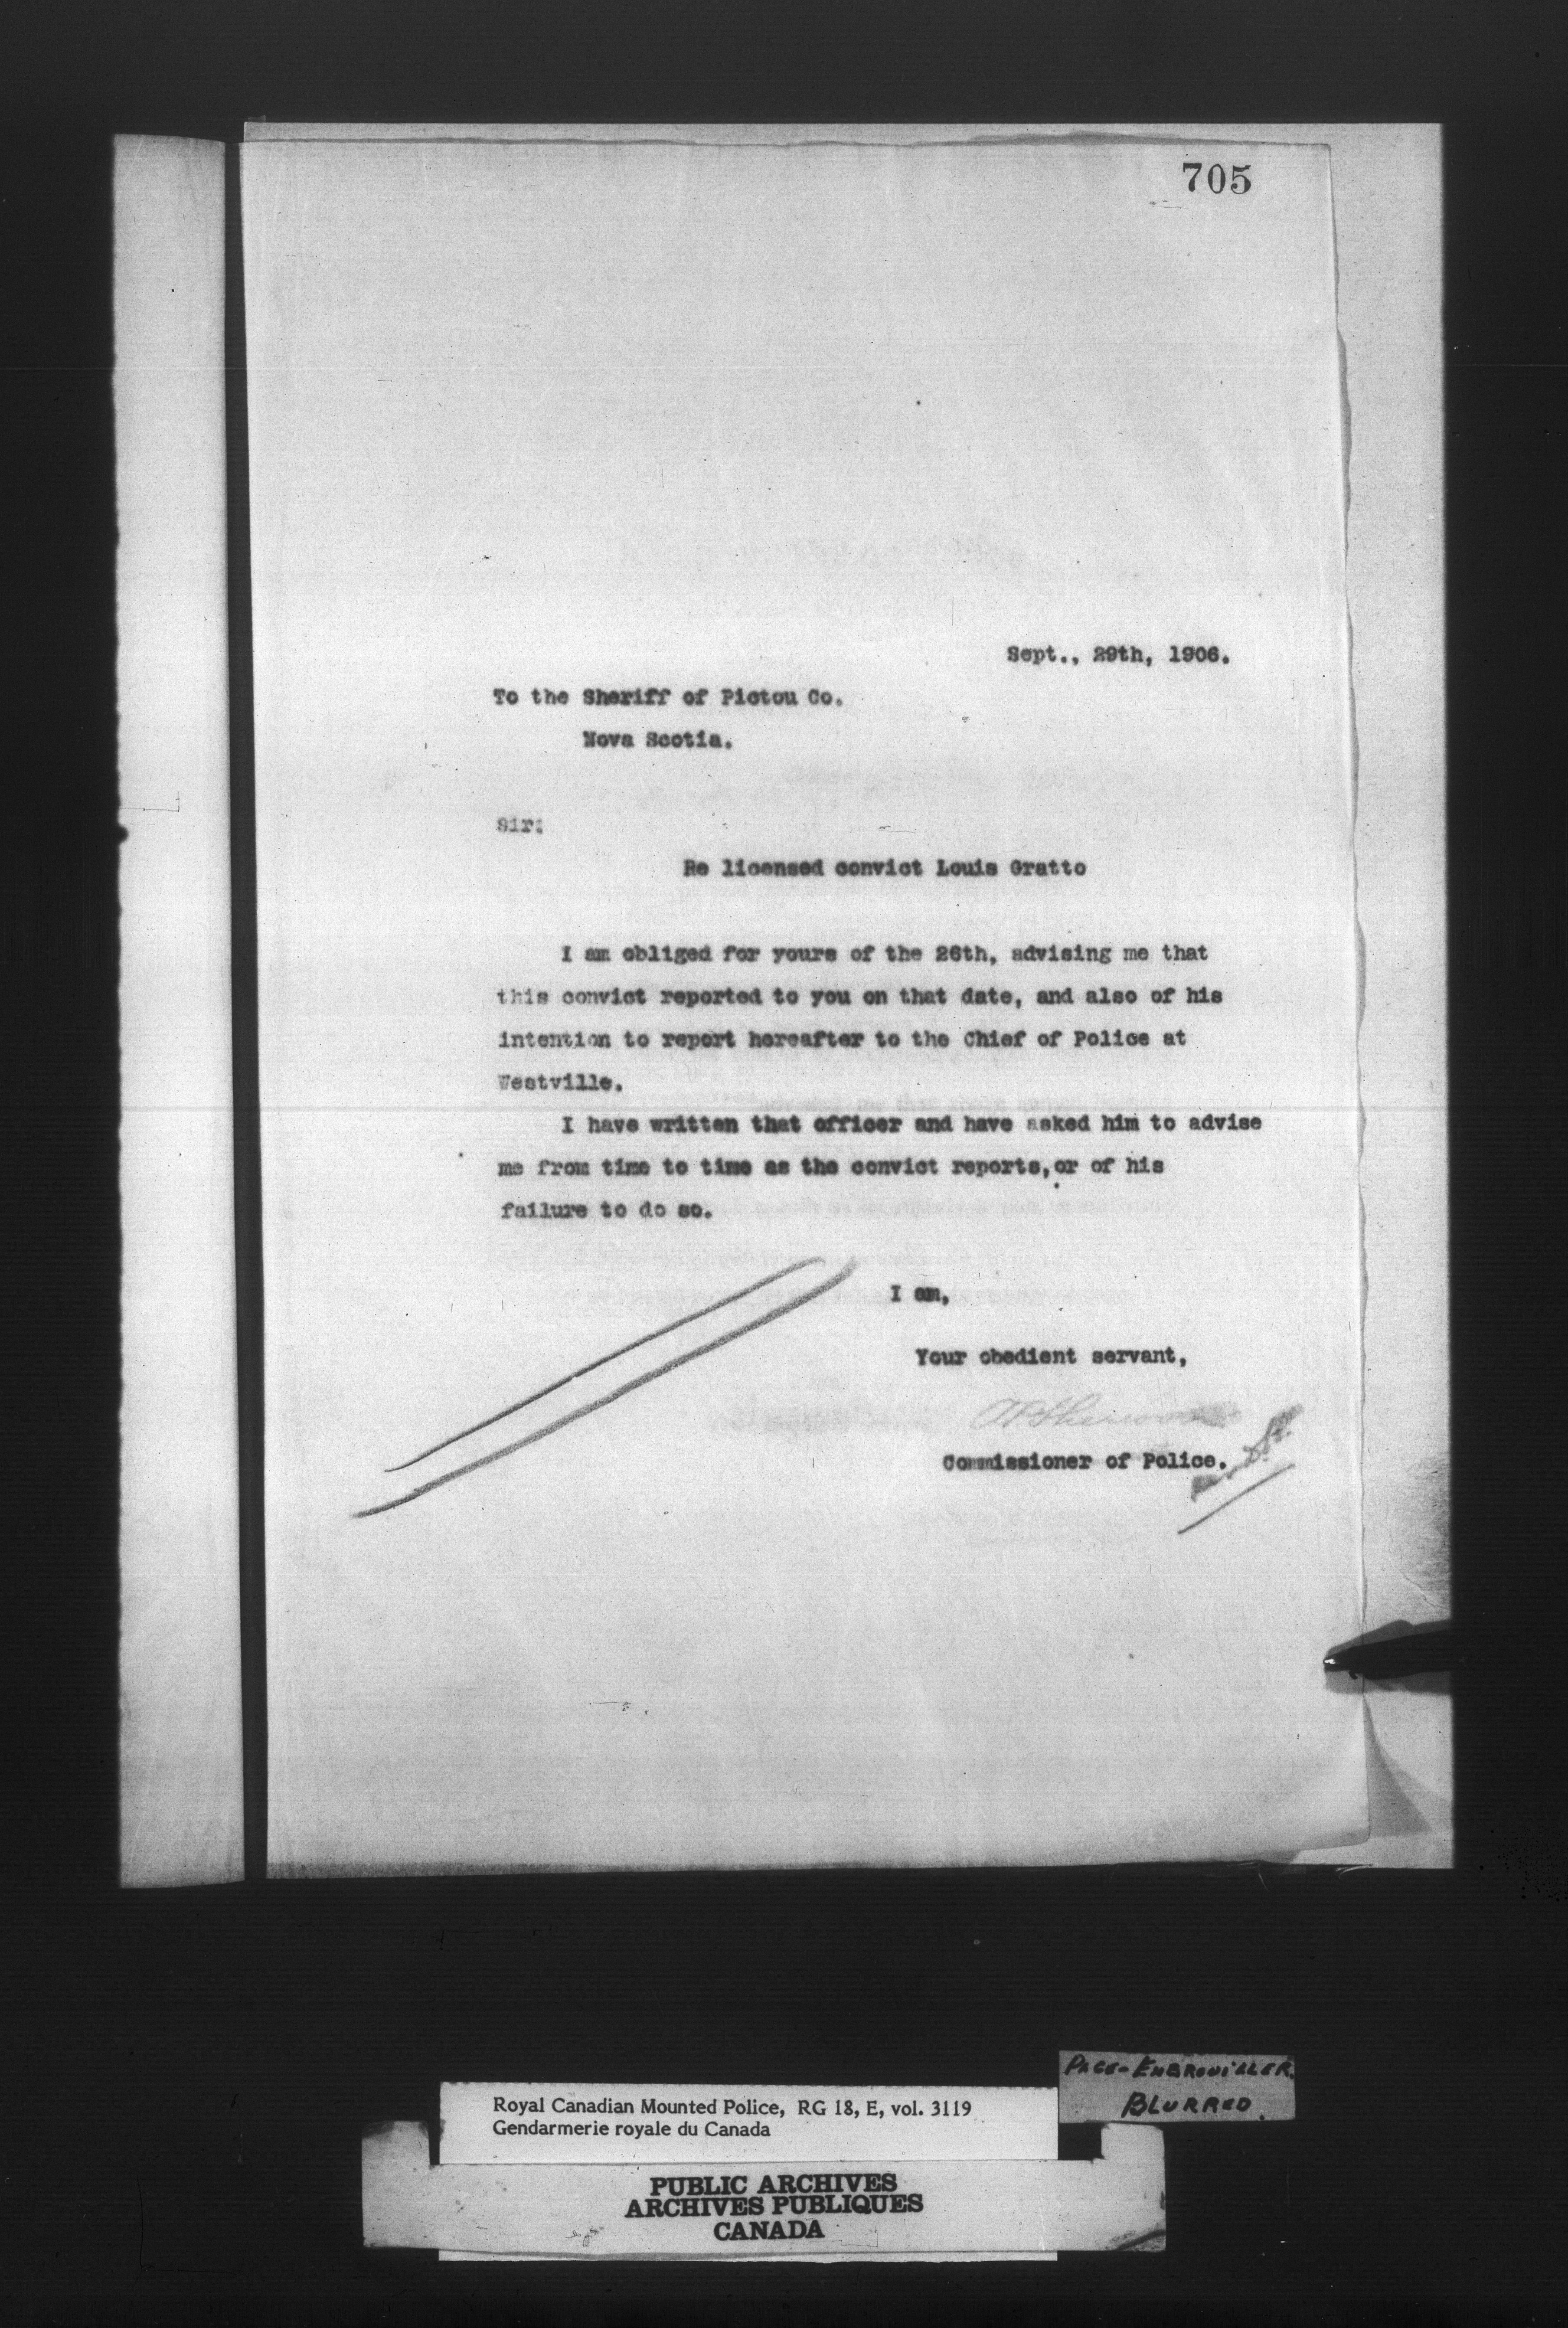 705
Sept., 29th, 1906.
To the Sheriff of Pictou Co.
Nova Scotia.
Sir:
Re licensed convict Louis Gratto
I am obliged for yours of the 26th, advising me that
this convict reported to you on that date, and also of his
intention to report hereafter to the Chief of Police at
Westville.
I have written that officer and have asked him to advise
me from time to time as the convict reports, or of his
failure to do so.
I am,
Your obedient servant,
APSherwood
Commissioner of Police.
PAGE-EMBROUILLER.
BLURRED.
Royal Canadian Mounted Police, RG 18, E, vol. 3119
Gendarmerie royale du Canada
PUBLIC ARCHIVES
ARCHIVES PUBLIQUES
CANADA